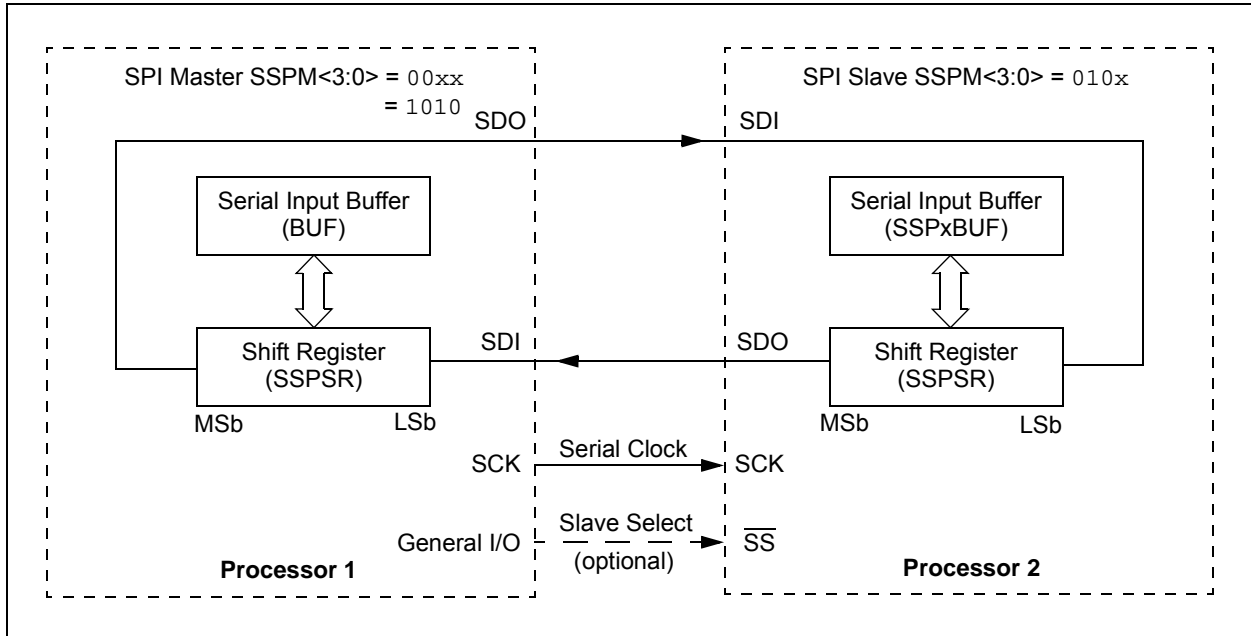 SPI Master SSPM<3:0> = 00xx
= 1010
SDO
Serial Input Buffer
(BUF)
Shift Register
(SSPSR)
MSb
LSb
SDI
SCK
General I/O
Processor 1
Serial Clock
Slave Select
(optional)
SPI Slave SSPM<3:0> = 010x
SDI
Serial Input Buffer
(SSPxBUF)
SDO
Shift Register
(SSPSR)
MSb
LSb
SCK
SS
Processor 2